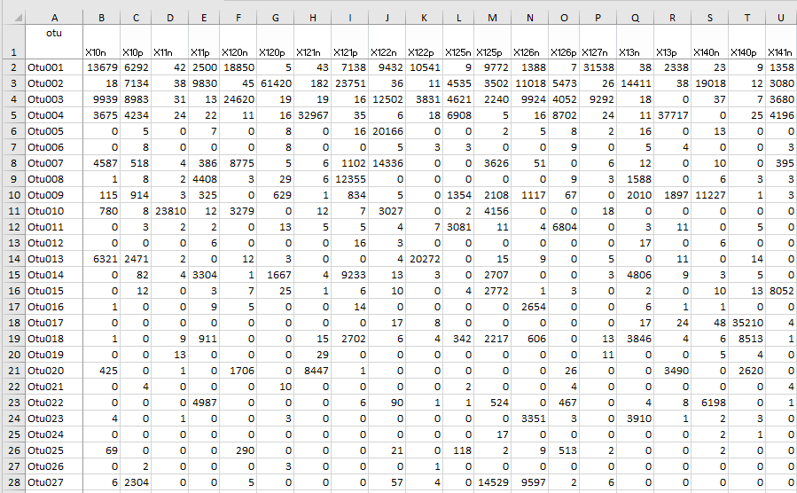 A B C D E F G H I J K L M N O P Q R S T U
otu
1 X10n X10p X11n X11p X120n X120p X121n X121p X122n X122p X125n X125p X126n X126p X127n X13n X13p X140n X140p X141n
2 Otu001 13679 6292 42 2500 18850 5 43 7138 9432 10541 9 9772 1388 7 31538 38 2338 23 9 1358
3 Otu002 18 7134 38 9830 45 61420 182 23751 36 11 4535 3502 11018 5473 26 14411 38 19018 12 3080
4 Otu003 9939 8983 31 13 24620 19 19 16 12502 3831 4621 2240 9924 4052 9292 18 0 37 7 3680
5 Otu004 3675 4234 24 22 11 16 32967 35 6 18 6908 5 16 8702 24 11 37717 0 25 4196
6 Otu005 0 5 0 7 0 8 0 16 20166 0 0 2 5 8 2 16 0 13 0 0
7 Otu006 0 8 0 0 0 8 0 0 5 3 3 0 0 9 0 5 4 0 0 3
8 Otu007 4587 518 4 386 8775 5 6 1102 14336 0 0 3626 51 0 6 12 0 10 0 395
9 Otu008 1 8 2 4408 3 29 6 12355 0 0 0 0 0 9 3 1588 0 6 3 3
10 Otu009 115 914 3 325 0 629 1 834 5 0 1354 2108 1117 67 0 2010 1897 11227 1 3
11 Otu010 780 8 23810 12 3279 0 12 7 3027 0 2 4156 0 0 18 0 0 0 0 0
12 Otu011 0 3 2 2 0 13 5 5 4 7 3081 11 4 6804 0 3 11 0 5 0
13 Otu012 0 0 0 6 0 0 0 16 3 0 0 0 0 0 0 17 0 6 0 0
14 Otu013 6321 2471 2 0 12 3 0 0 4 20272 0 15 9 0 5 0 11 0 14 0
15 Otu014 0 82 4 3304 1 1667 4 9233 13 3 0 2707 0 0 3 4806 9 3 5 0
16 Otu015 0 12 0 3 7 25 1 6 10 0 4 2772 1 3 0 2 0 10 13 8052
17 Otu016 1 0 0 9 5 0 0 14 0 0 0 0 2654 0 0 6 1 1 0 0
18 Otu017 0 0 0 0 0 0 0 0 17 8 0 0 0 0 0 17 24 48 35210 4
19 Otu018 1 0 9 911 0 0 15 2702 6 4 342 2217 606 0 13 3846 4 6 8513 1
20 Otu019 0 0 13 0 0 0 29 0 0 0 0 0 0 0 11 0 0 5 4 0
21 Otu020 425 0 1 0 1706 0 8447 1 0 0 0 0 0 26 0 0 3490 0 2620 0
22 Otu021 0 4 0 0 0 10 0 0 0 0 2 0 0 4 0 0 0 0 0 4
23 Otu022 0 0 0 4987 0 0 0 6 90 1 1 524 0 467 0 4 8 6198 0 1
24 Otu023 4 0 1 0 0 3 0 0 0 0 0 0 3351 3 0 3910 1 2 3 0
25 Otu024 0 0 0 0 0 0 0 0 0 0 0 17 0 0 0 0 0 2 1 0
26 Otu025 69 0 0 0 290 0 0 0 21 0 118 2 9 513 2 0 0 2 0 0
27 Otu026 0 2 0 0 0 3 0 0 0 1 0 0 0 0 0 0 0 0 0 0
28 Otu027 6 2304 0 0 5 0 0 0 57 4 0 14529 9597 2 6 0 0 0 0 0